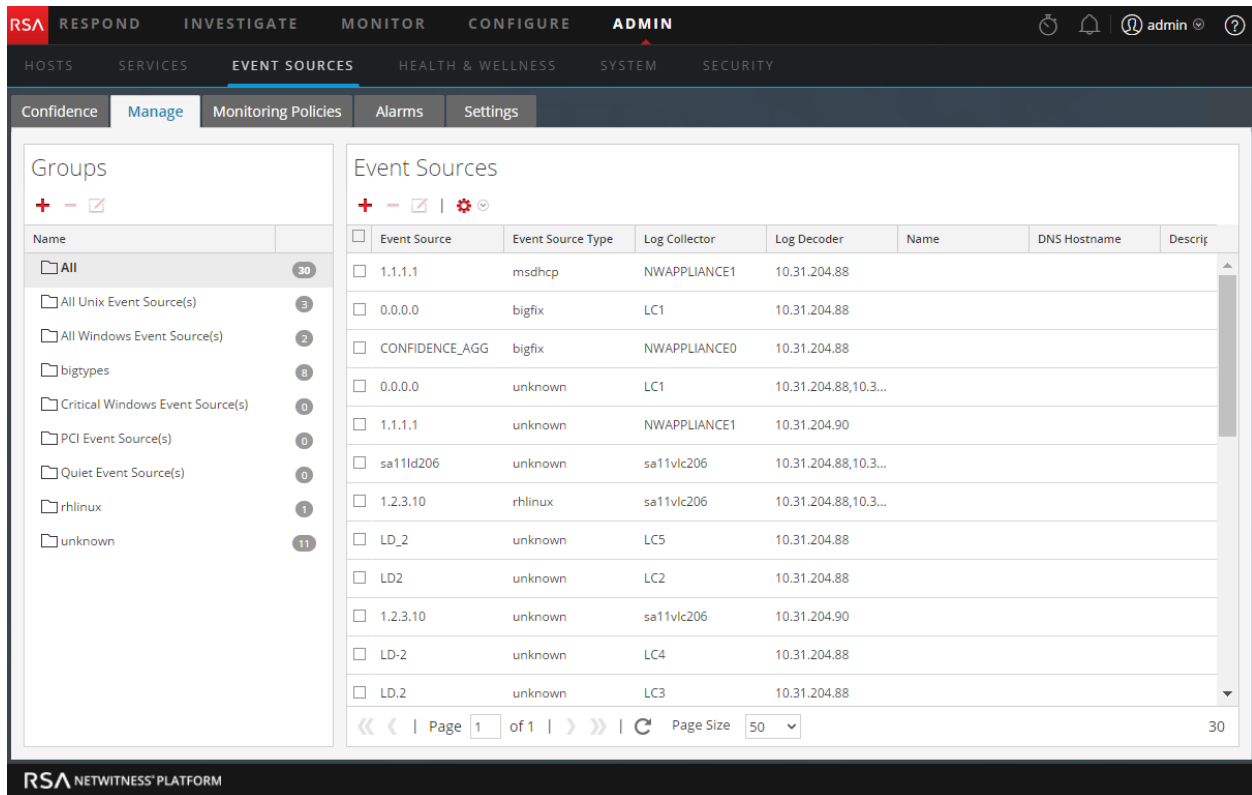 RSA RESPOND INVESTIGATE MONITOR CONFIGURE ADMIN admin ?
HOSTS SERVICES EVENT SOURCES HEALTH & WELLNESS SYSTEM SECURITY
Confidence Manage Monitoring Policies Alarms Settings
Groups
Name
All 30
All Unix Event Source(s) 3
All Windows Event Source(s) 2
bigtypes 8
Critical Windows Event Source(s) 0
PCI Event Source(s) 0
Quiet Event Source(s) 0
rhlinux 1
unknown 11
Event Sources
Event Source Event Source Type Log Collector Log Decoder Name DNS Hostname Descrip
1.1.1.1 msdhcp NWAPPLIANCE1 10.31.204.88
0.0.0.0 bigfix LC1 10.31.204.88
CONFIDENCE_AGG bigfix NWAPPLIANCE0 10.31.204.88
0.0.0.0 unknown LC1 10.31.204.88,10.3...
1.1.1.1 unknown NWAPPLIANCE1 10.31.204.90
sa11ld206 unknown sa11vlc206 10.31.204.88,10.3...
1.2.3.10 rhlinux sa11vlc206 10.31.204.88,10.3...
LD_2 unknown LC5 10.31.204.88
LD2 unknown LC2 10.31.204.88
1.2.3.10 unknown sa11vlc206 10.31.204.90
LD-2 unknown LC4 10.31.204.88
LD.2 unknown LC3 10.31.204.88
Page 1 of 1 Page Size 50 30
RSA NETWITNESS® PLATFORM